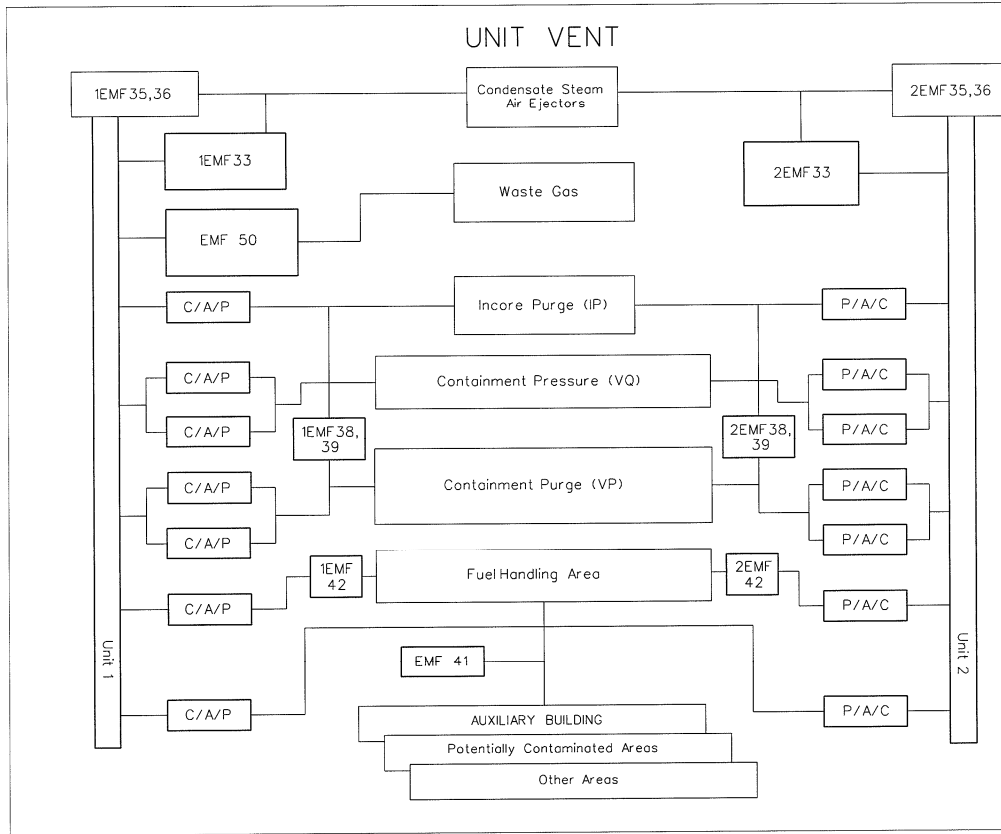 UNIT VENT
1EMF35,36
Condensate Steam
Air Ejectors
2EMF35,36
1EMF33
2EMF33
Waste Gas
EMF 50
C/A/P
Incore Purge (IP)
P/A/C
C/A/P
Containment Pressure (VQ)
P/A/C
C/A/P
1EMF38,
39
2EMF38,
39
P/A/C
C/A/P
Containment Purge (VP)
P/A/C
C/A/P
P/A/C
1EMF
42
Fuel Handling Area
2EMF
42
C/A/P
P/A/C
Unit 1
EMF 41
Unit 2
C/A/P
P/A/C
AUXILIARY BUILDING
Potentially Contaminated Areas
Other Areas